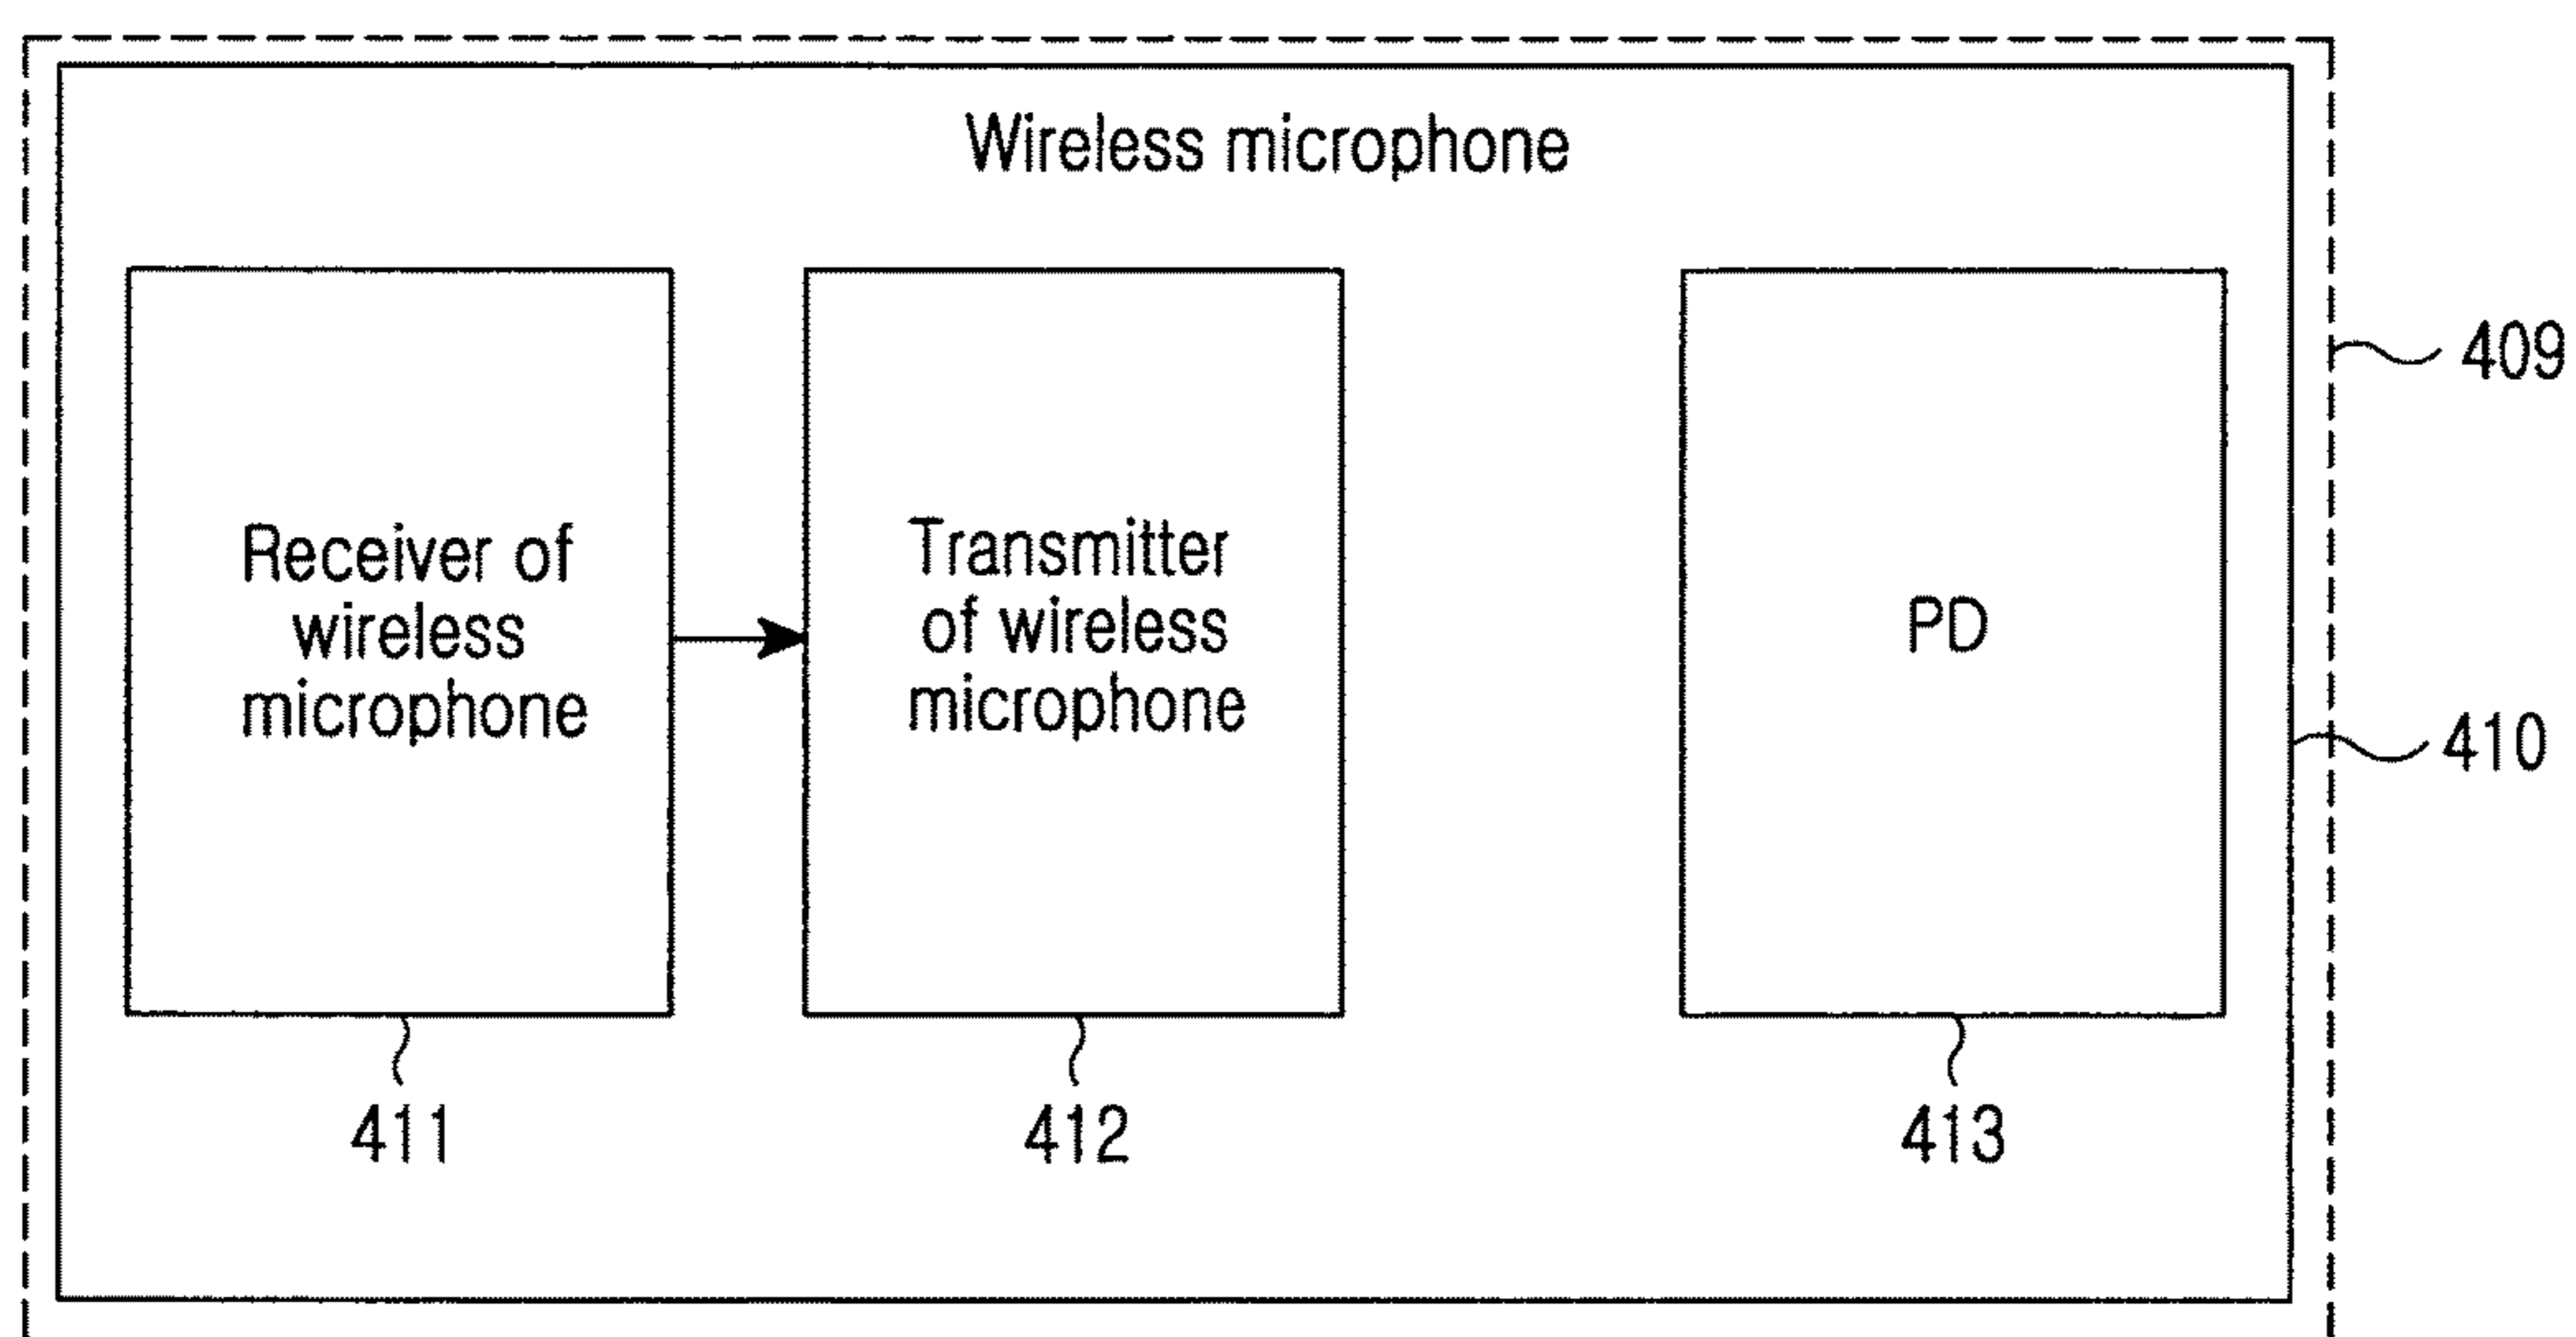 Wireless microphone
Receiver of
wireless
microphone
Transmitter
of wireless
microphone
PD
409
410
411
412
413